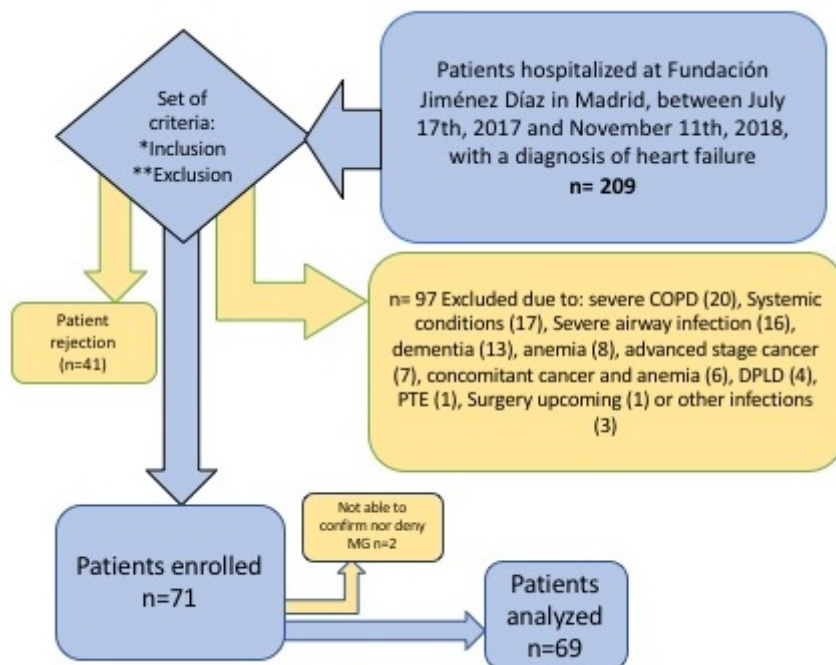 Patients hospitalized at Fundación
Jiménez Díaz in Madrid, between July
17th, 2017 and November 11th, 2018,
with a diagnosis of heart failure
n= 209
Set of
criteria:
*Inclusion
**Exclusion
Patient
rejection
(n=41)
n= 97 Excluded due to: severe COPD (20), Systemic
conditions (17), Severe airway infection (16),
dementia (13), anemia (8), advanced stage cancer
(7), concomitant cancer and anemia (6), DPLD (4),
PTE (1), Surgery upcoming (1) or other infections
(3)
Patients enrolled
n=71
Not able to
confirm nor deny
MG n=2
Patients
analyzed
n=69